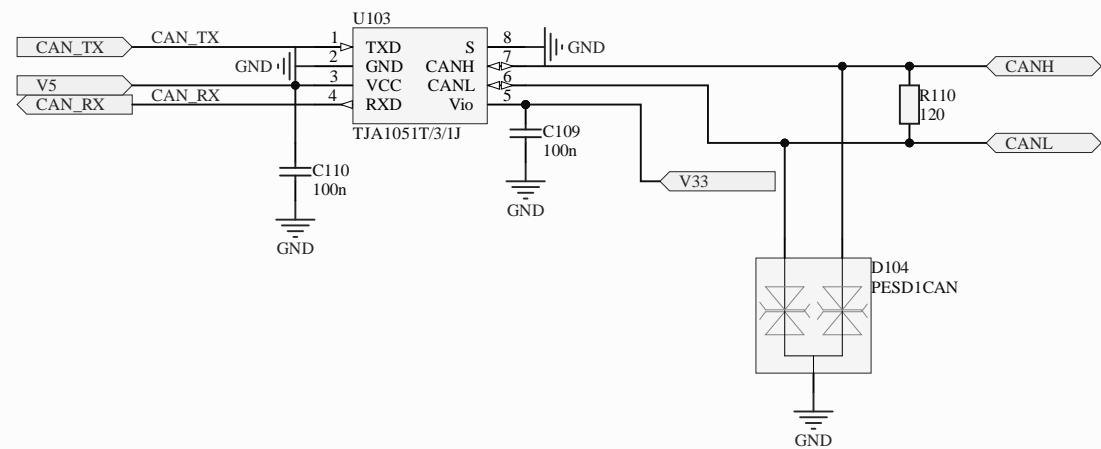 U103
CAN_TX CAN_TX 1 TXD S 8 GND
GND 2 GND CANH 7 CANH
V5 3 VCC CANL 6 R110
CAN_RX CAN_RX 4 RXD Vio 5 120
TJA1051T/3/1J
C109
100n
CANL
C110
100n
V33
GND
GND
D104
PESD1CAN
GND